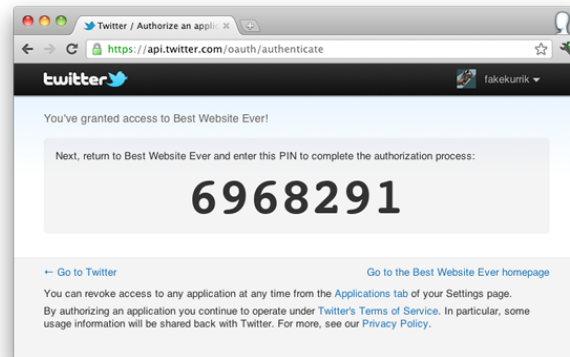 Twitter / Authorize an applic
https://api.twitter.com/oauth/authenticate
twitter
fakekurrik
You've granted access to Best Website Ever!
Next, return to Best Website Ever and enter this PIN to complete the authorization process:
6968291
← Go to Twitter
Go to the Best Website Ever homepage
You can revoke access to any application at any time from the Applications tab of your Settings page.
By authorizing an application you continue to operate under Twitter's Terms of Service. In particular, some
usage information will be shared back with Twitter. For more, see our Privacy Policy.